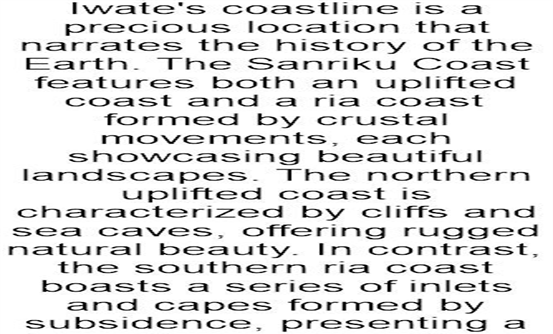 Iwate's coastline is a
precious location that
narrates the history of the
Earth. The Sanriku Coast
features both an uplifted
coast and a ria coast
formed by crustal
movements, each
showcasing beautiful
landscapes. The northern
uplifted coast is
characterized by cliffs and
sea caves, offering rugged
natural beauty. In contrast,
the southern ria coast
boasts a series of inlets
and capes formed by
subsidence, presenting a